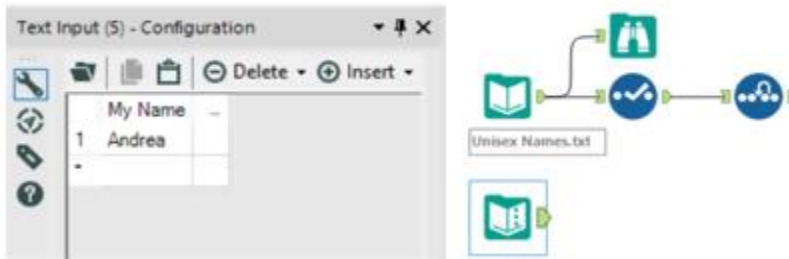 Text Input (5) - Configuration
Delete Insert
My Name
1 Andrea
Unisex Names.txt